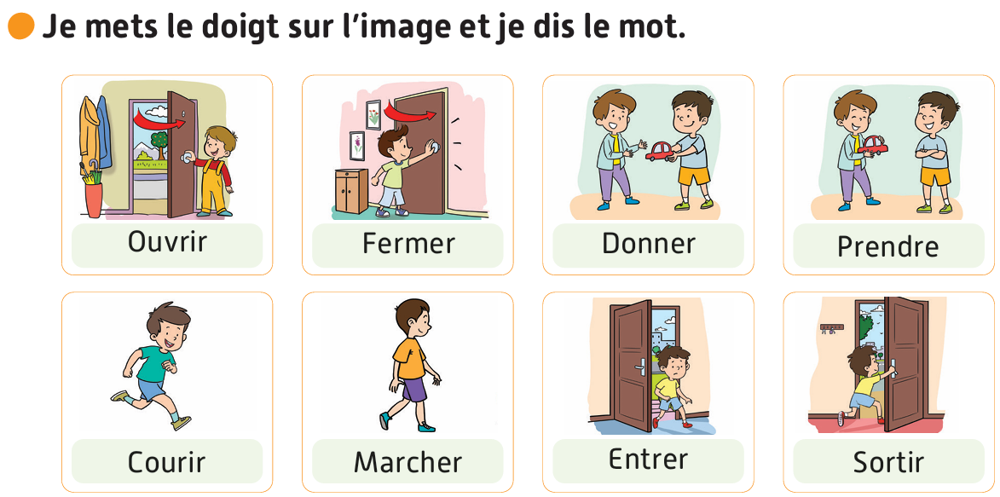 Je mets le doigt sur l'image et je dis le mot.
Ouvrir
Fermer
Donner
Prendre
Courir
Marcher
Entrer
Sortir